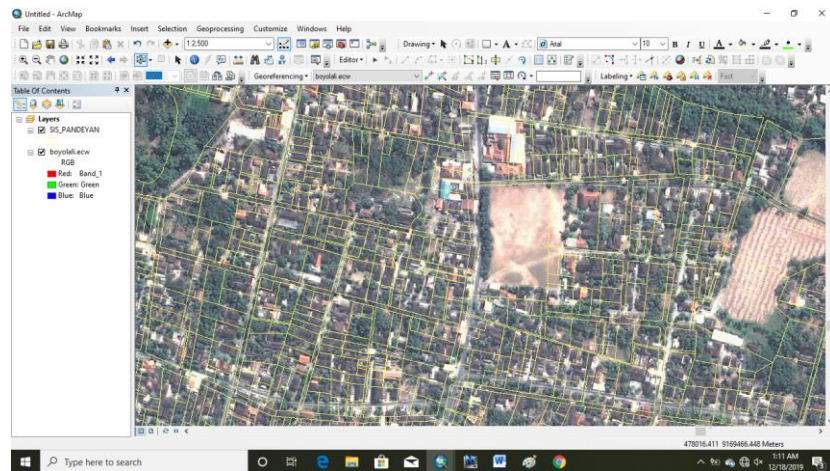 Untitled - ArcMap
File Edit View Bookmarks Insert Selection Geoprocessing Customize Windows Help
1:2.500 Drawing Arial 10 B I U A
Editor
Georeferencing boyolali.ecw Labeling Fast
Table Of Contents
Layers
SIS_PANDEYAN
boyolali.ecw
RGB
Red: Band_1
Green: Green
Blue: Blue
478016.411 9169466.448 Meters
Type here to search
1:11 AM
12/18/2019